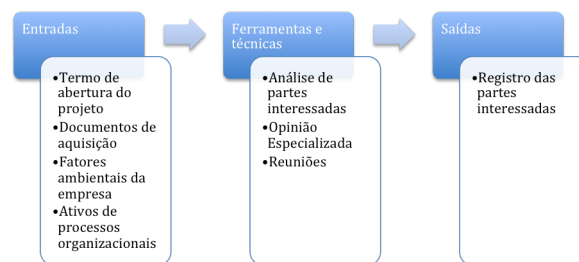 Entradas
•Termo de
abertura do
projeto
•Documentos de
aquisição
•Fatores
ambientais da
empresa
•Ativos de
processos
organizacionais
Ferramentas e
técnicas
•Análise de
partes
interessadas
•Opinião
Especializada
•Reuniões
Saídas
•Registro das
partes
interessadas